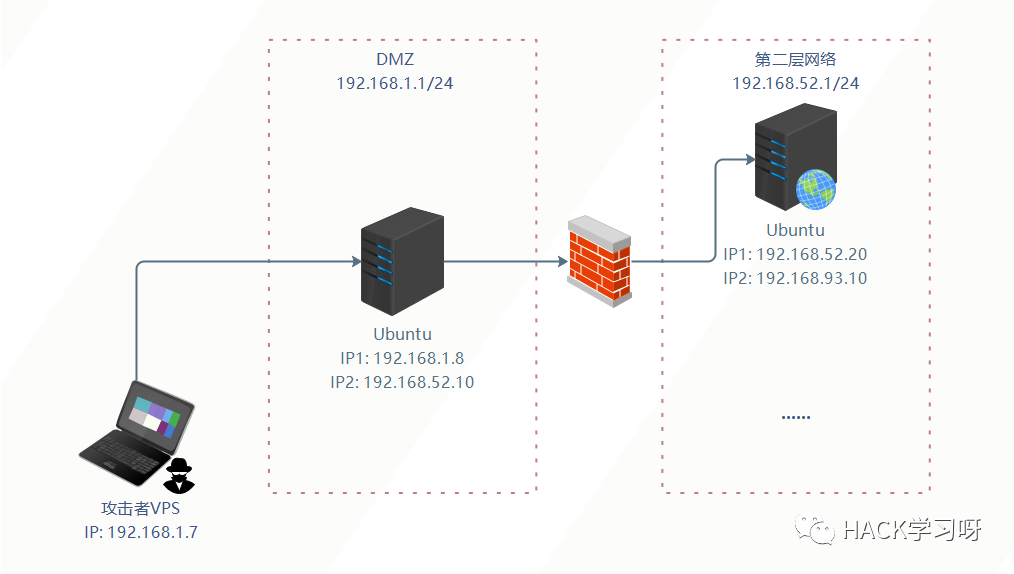 DMZ
192.168.1.1/24
第二层网络
192.168.52.1/24
Ubuntu
IP1: 192.168.52.20
IP2: 192.168.93.10
Ubuntu
IP1: 192.168.1.8
IP2: 192.168.52.10
......
攻击者VPS
IP: 192.168.1.7
HACK学习呀